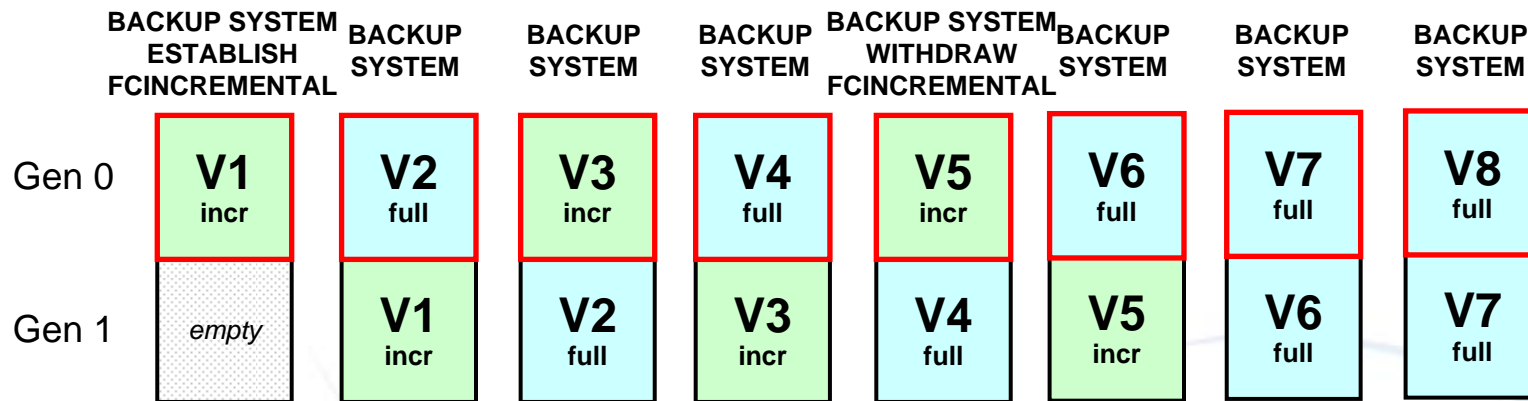 BACKUP SYSTEM
ESTABLISH
FCINCREMENTAL
BACKUP
SYSTEM
BACKUP
SYSTEM
BACKUP
SYSTEM
BACKUP SYSTEM
WITHDRAW
FCINCREMENTAL
BACKUP
SYSTEM
BACKUP
SYSTEM
BACKUP
SYSTEM
Gen 0
V1
incr
V2
full
V3
incr
V4
full
V5
incr
V6
full
V7
full
V8
full
Gen 1
empty
V1
incr
V2
full
V3
incr
V4
full
V5
incr
V6
full
V7
full